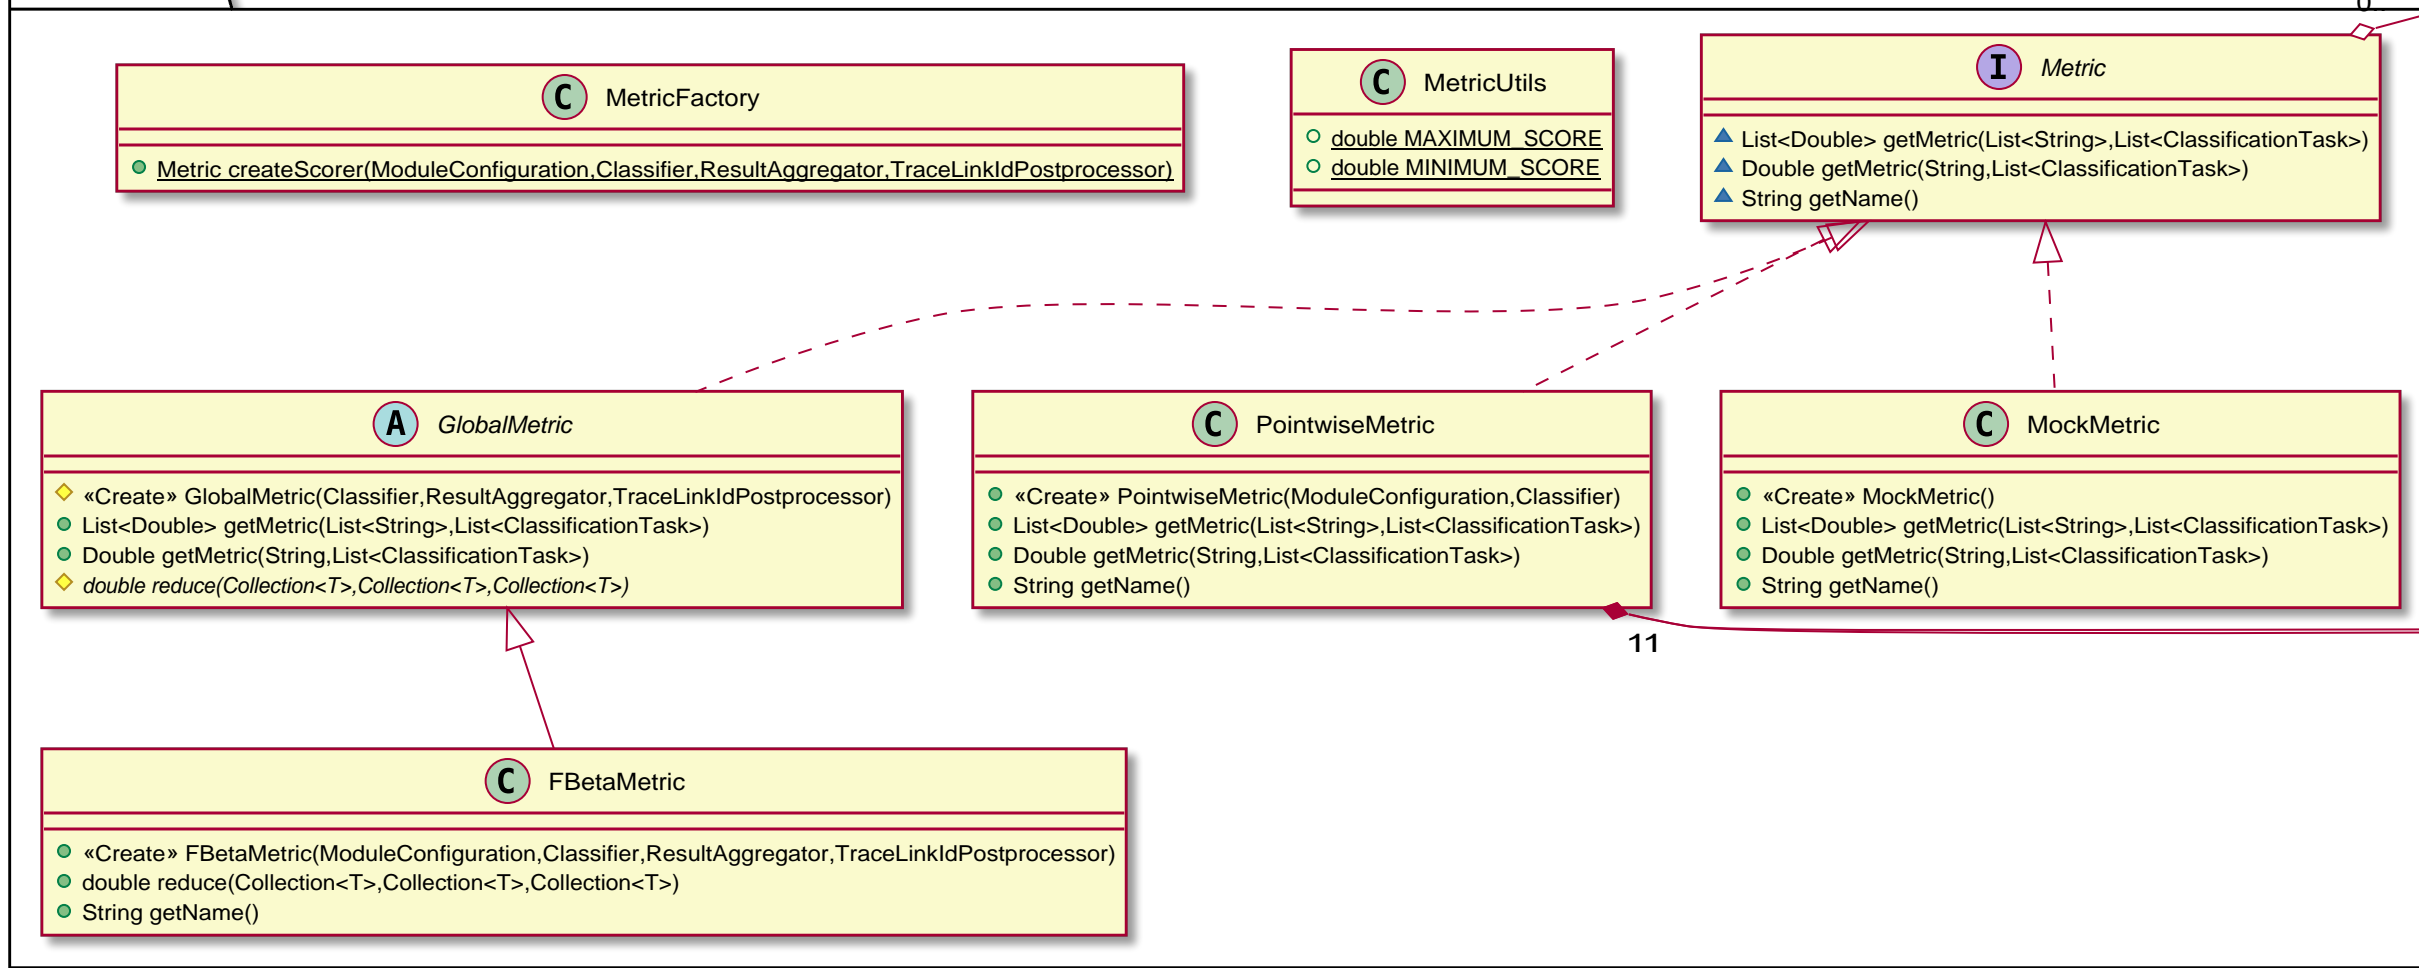 C MetricFactory
Metric createScorer(ModuleConfiguration,Classifier,ResultAggregator,TraceLinkIdPostprocessor)
C MetricUtils
double MAXIMUM_SCORE
double MINIMUM_SCORE
I Metric
List<Double> getMetric(List<String>,List<ClassificationTask>)
Double getMetric(String,List<ClassificationTask>)
String getName()
A GlobalMetric
«Create» GlobalMetric(Classifier,ResultAggregator,TraceLinkIdPostprocessor)
List<Double> getMetric(List<String>,List<ClassificationTask>)
Double getMetric(String,List<ClassificationTask>)
double reduce(Collection<T>,Collection<T>,Collection<T>)
C PointwiseMetric
«Create» PointwiseMetric(ModuleConfiguration,Classifier)
List<Double> getMetric(List<String>,List<ClassificationTask>)
Double getMetric(String,List<ClassificationTask>)
String getName()
11
C MockMetric
«Create» MockMetric()
List<Double> getMetric(List<String>,List<ClassificationTask>)
Double getMetric(String,List<ClassificationTask>)
String getName()
C FBetaMetric
«Create» FBetaMetric(ModuleConfiguration,Classifier,ResultAggregator,TraceLinkIdPostprocessor)
double reduce(Collection<T>,Collection<T>,Collection<T>)
String getName()